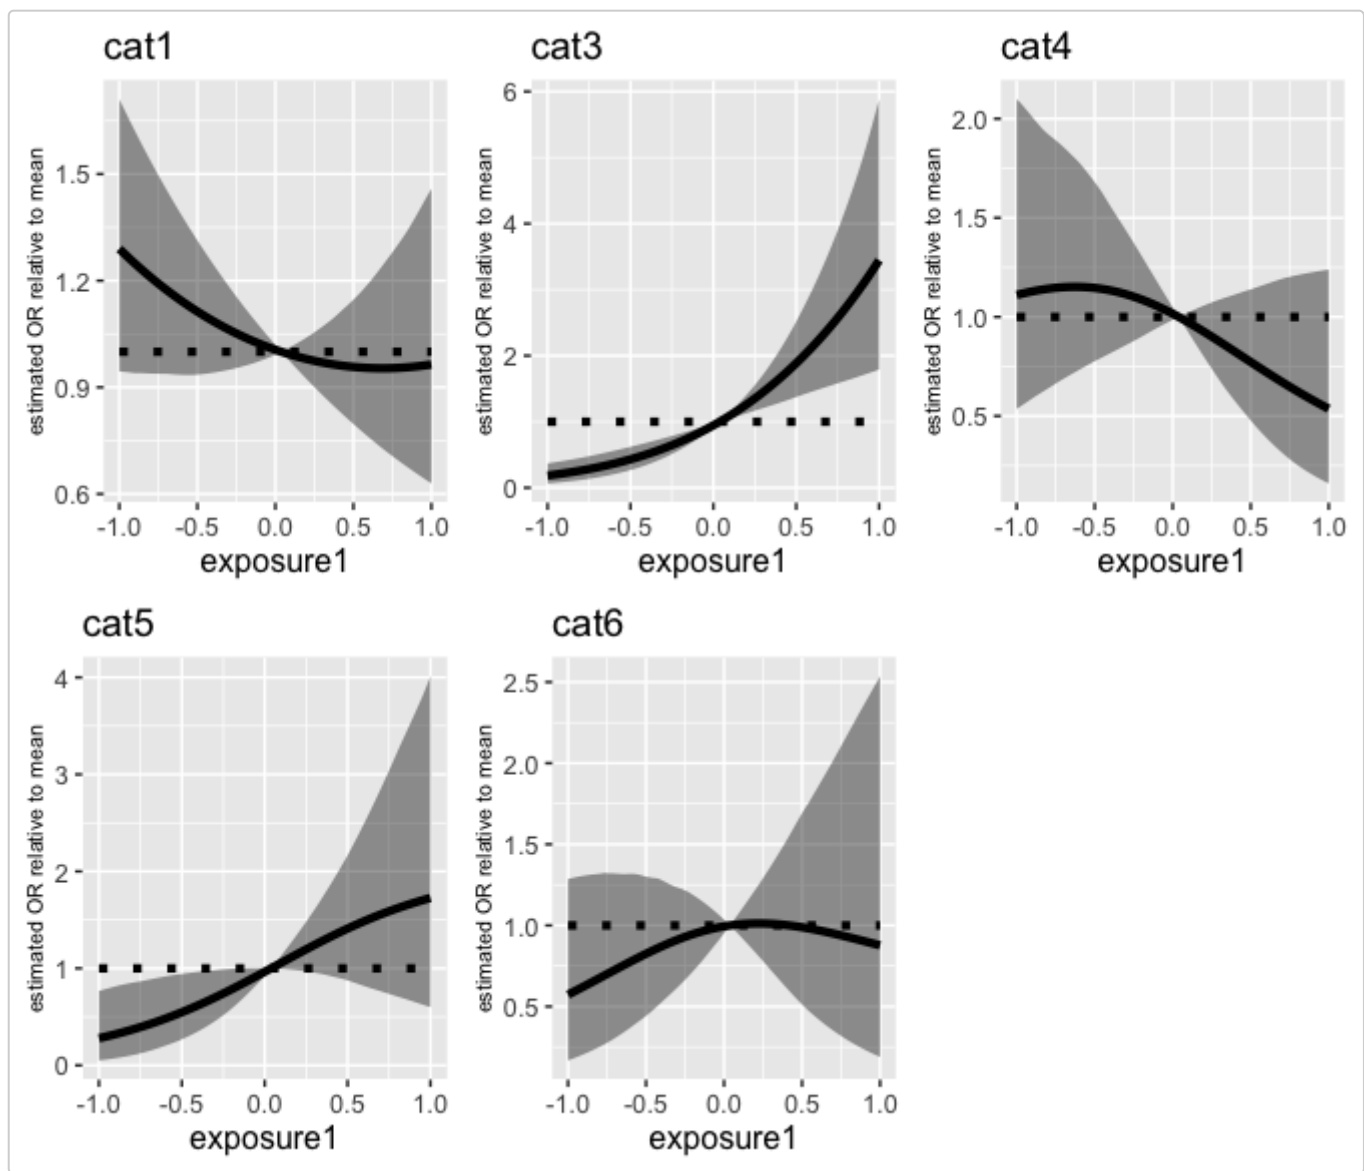 cat1
cat3
cat4
estimated OR relative to mean
1.5
1.2
0.9
0.6
-1.0 -0.5 0.0 0.5 1.0
exposure1
estimated OR relative to mean
6
4
2
0
-1.0 -0.5 0.0 0.5 1.0
exposure1
estimated OR relative to mean
2.0
1.5
1.0
0.5
-1.0 -0.5 0.0 0.5 1.0
exposure1
cat5
cat6
estimated OR relative to mean
4
3
2
1
0
-1.0 -0.5 0.0 0.5 1.0
exposure1
estimated OR relative to mean
2.5
2.0
1.5
1.0
0.5
-1.0 -0.5 0.0 0.5 1.0
exposure1